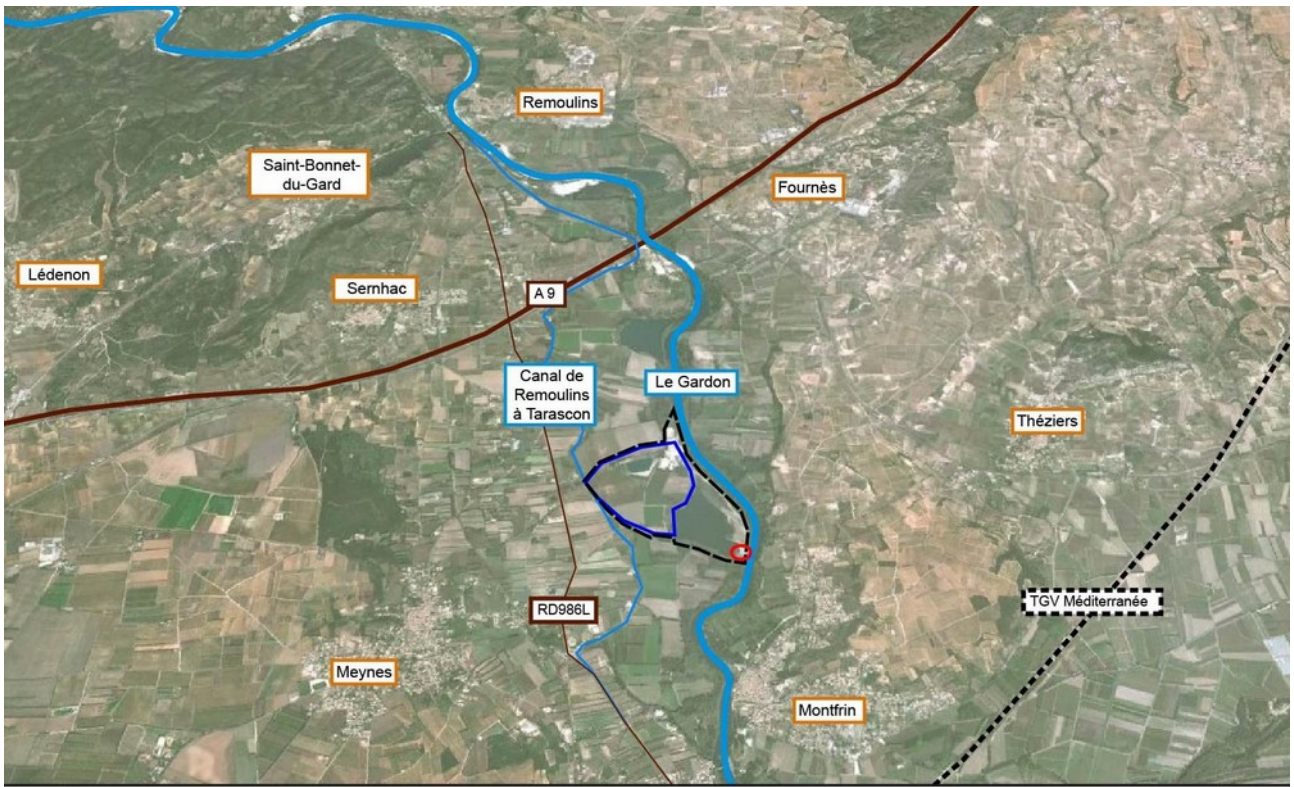 Remoulins
Saint-Bonnet-
du-Gard
Fournès
Lédenon
Sernhac
A 9
Canal de
Remoulins
à Tarascon
Le Gardon
Théziers
TGV Méditerranée
RD986L
Meynes
Montfrin